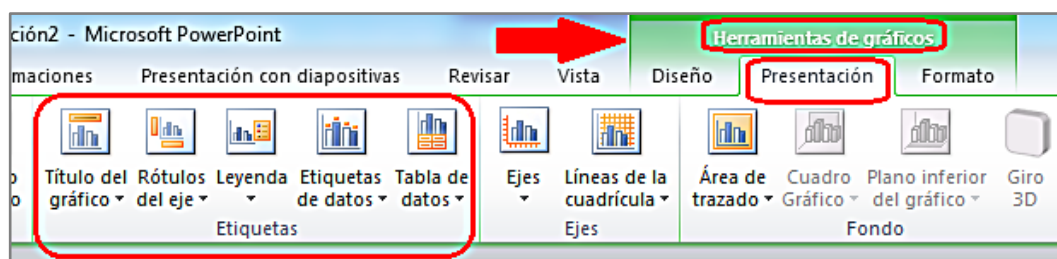 ción2 - Microsoft PowerPoint
Herramientas de gráficos
maciones Presentación con diapositivas Revisar Vista Diseño Presentación Formato
Título del gráfico
Rótulos del eje
Leyenda
Etiquetas de datos
Tabla de datos
Etiquetas
Ejes
Líneas de la cuadrícula
Ejes
Área de trazado
Cuadro Gráfico
Plano inferior del gráfico
Giro 3D
Fondo